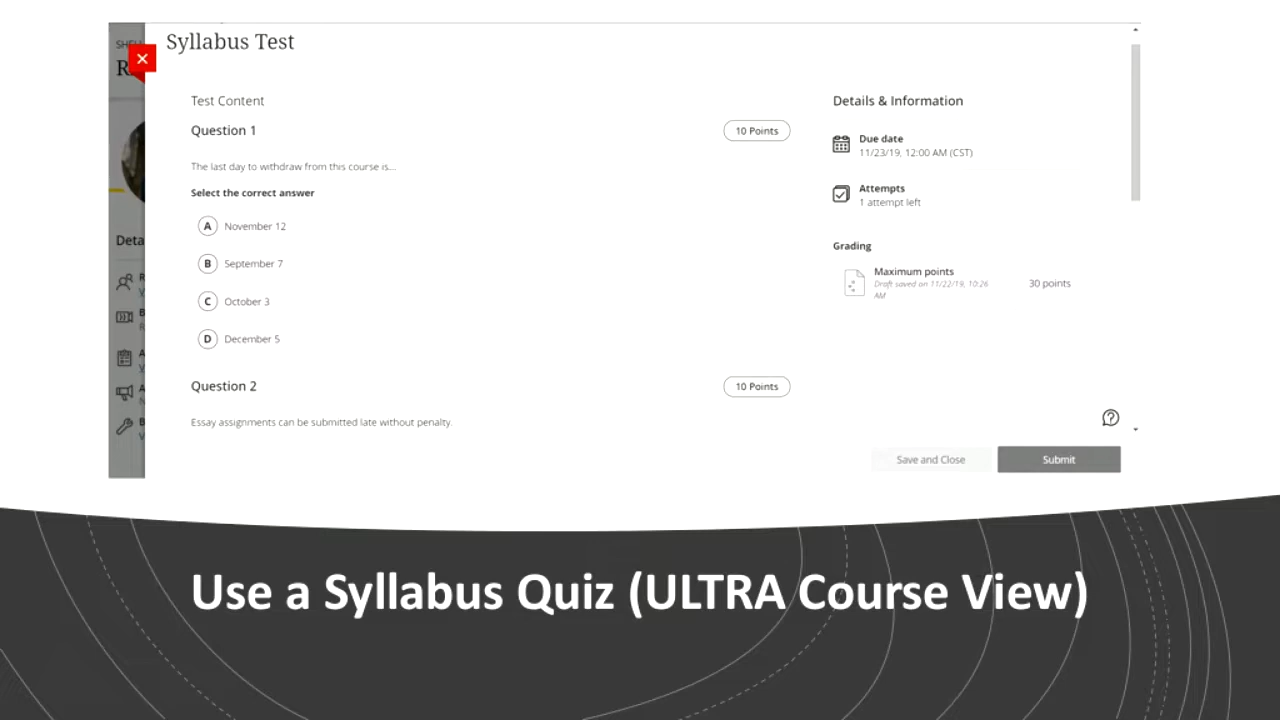 SHEL
R
Syllabus Test
Test Content
Question 1
10 Points
The last day to withdraw from this course is...
Select the correct answer
A November 12
B September 7
C October 3
D December 5
Question 2
10 Points
Essay assignments can be submitted late without penalty.
Details & Information
Due date
11/23/19, 12:00 AM (CST)
Attempts
1 attempt left
Grading
Maximum points
Draft saved on 11/22/19, 10:26
AM
30 points
Deta
Save and Close
Submit
Use a Syllabus Quiz (ULTRA Course View)